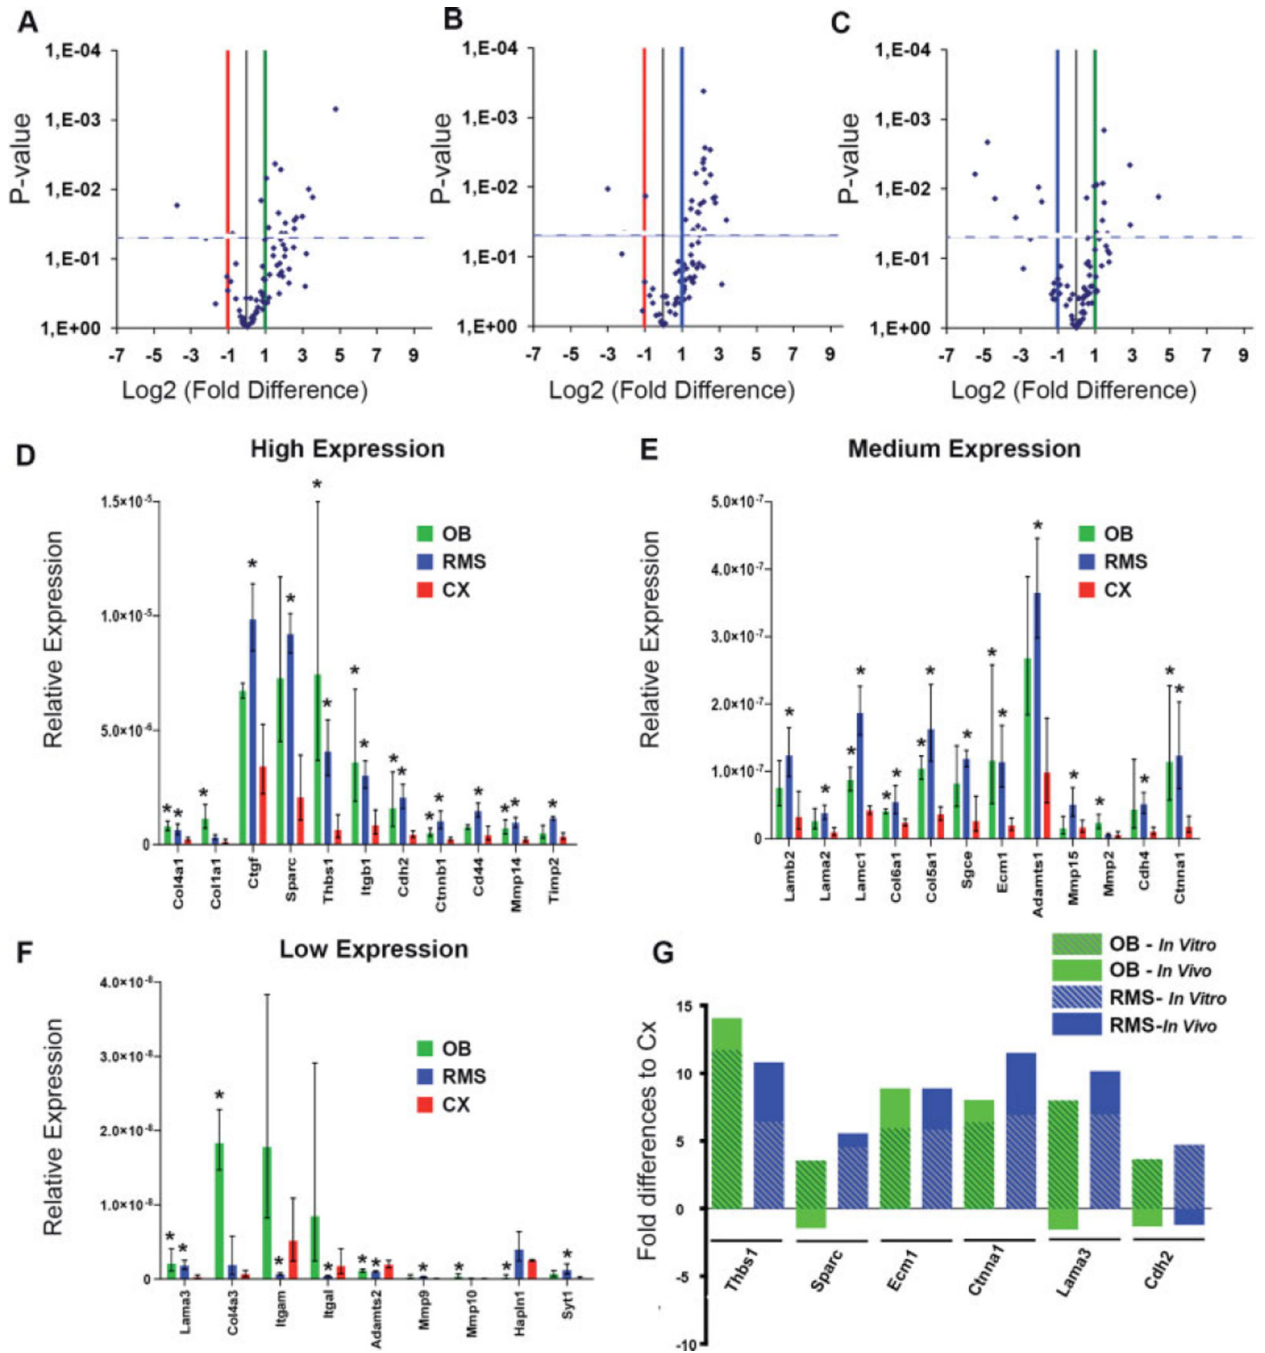 A
B
C
1,E-04
1,E-03
1,E-02
1,E-01
1,E+00
P-value
-7 -5 -3 -1 1 3 5 7 9
Log2 (Fold Difference)
1,E-04
1,E-03
1,E-02
1,E-01
1,E+00
P-value
-7 -5 -3 -1 1 3 5 7 9
Log2 (Fold Difference)
1,E-04
1,E-03
1,E-02
1,E-01
1,E+00
P-value
-7 -5 -3 -1 1 3 5 7 9
Log2 (Fold Difference)
D
High Expression
Relative Expression
1.5×10⁻⁵
1.0×10⁻⁵
5.0×10⁻⁶
0
OB
RMS
CX
Col4a1
Col1a1
Ctgf
Sparc
Thbs1
Itgb1
Cdh2
Ctnnb1
Cd44
Mmp14
Timp2
E
Medium Expression
Relative Expression
5.0×10⁻⁷
4.0×10⁻⁷
3.0×10⁻⁷
2.0×10⁻⁷
1.0×10⁻⁷
0
OB
RMS
CX
Lamb2
Lama2
Lamc1
Col6a1
Col5a1
Sgce
Ecm1
Adamts1
Mmp15
Mmp2
Cdh4
Ctnna1
F
Low Expression
Relative Expression
4.0×10⁻⁸
3.0×10⁻⁸
2.0×10⁻⁸
1.0×10⁻⁸
0
OB
RMS
CX
Lama3
Col4a3
Itgam
Itgal
Adamts2
Mmp9
Mmp10
Hapln1
Syt1
G
OB - In Vitro
OB - In Vivo
RMS- In Vitro
RMS-In Vivo
Fold differences to Cx
15
10
5
0
-5
-10
Thbs1
Sparc
Ecm1
Ctnna1
Lama3
Cdh2